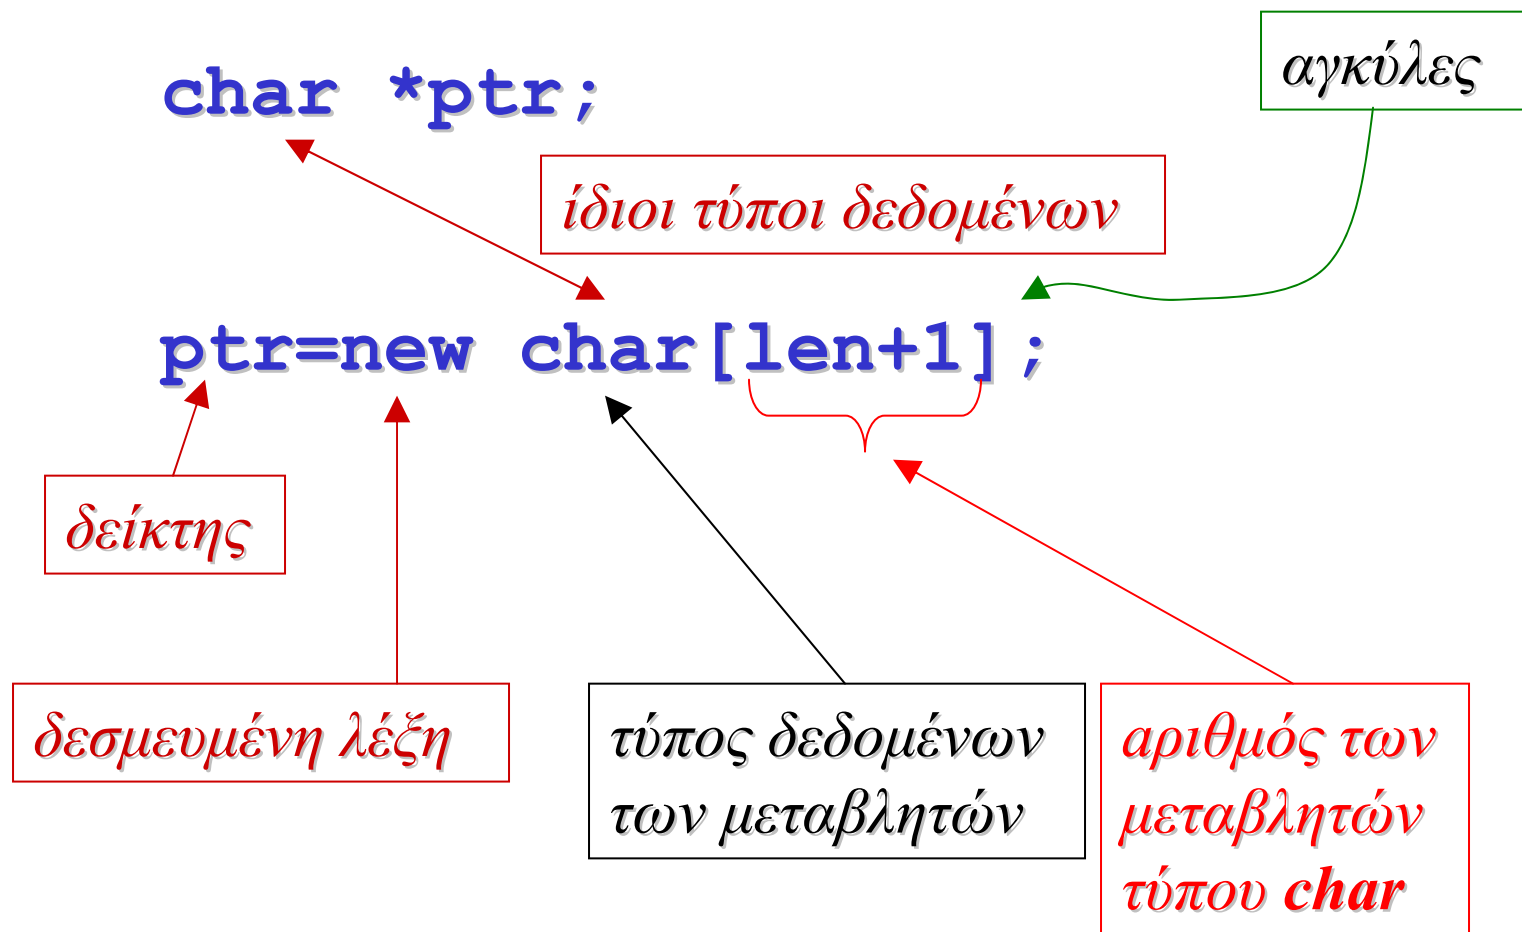 αγκύλες
char *ptr;
ίδιοι τύποι δεδομένων
ptr=new char[len+1];
δείκτης
δεσμευμένη λέξη
τύπος δεδομένων
των μεταβλητών
αριθμός των
μεταβλητών
τύπου char